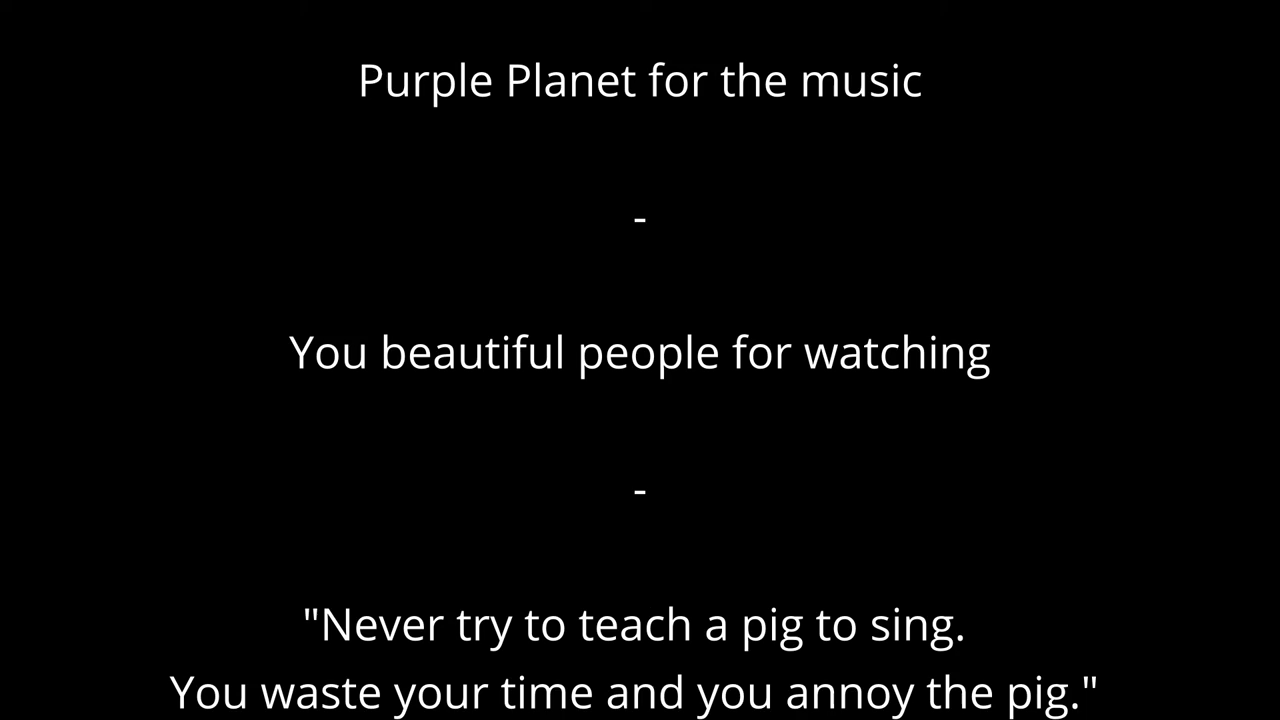 Purple Planet for the music
-
You beautiful people for watching
-
"Never try to teach a pig to sing.
You waste your time and you annoy the pig."